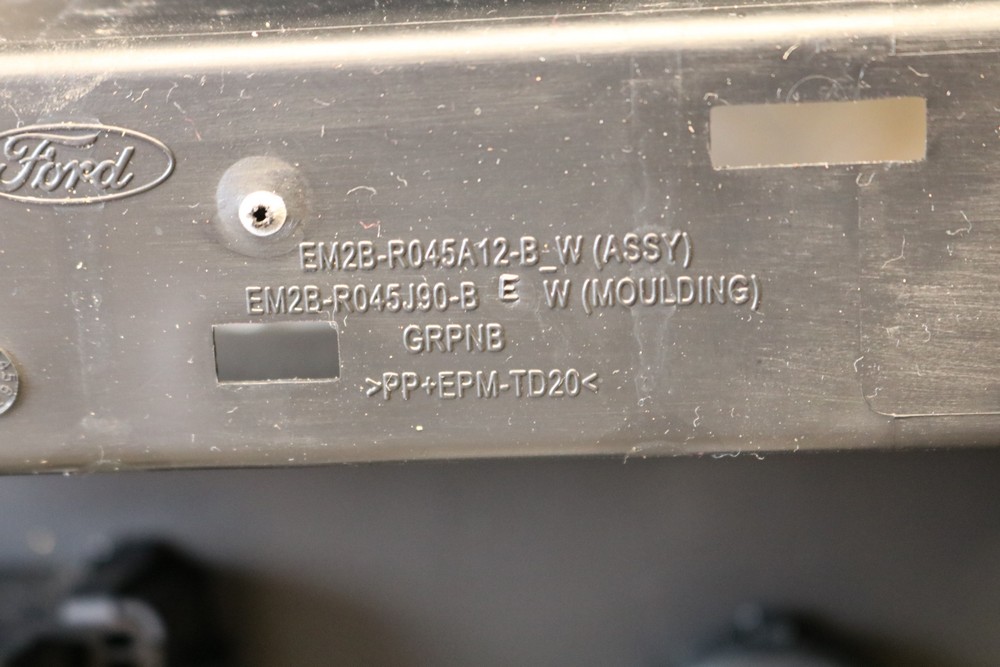 Ford
EM2B-R045A12-B_W (ASSY)
EM2B-R045J90-B E W (MOULDING)
GRPNB
>PP+EPM-TD20<